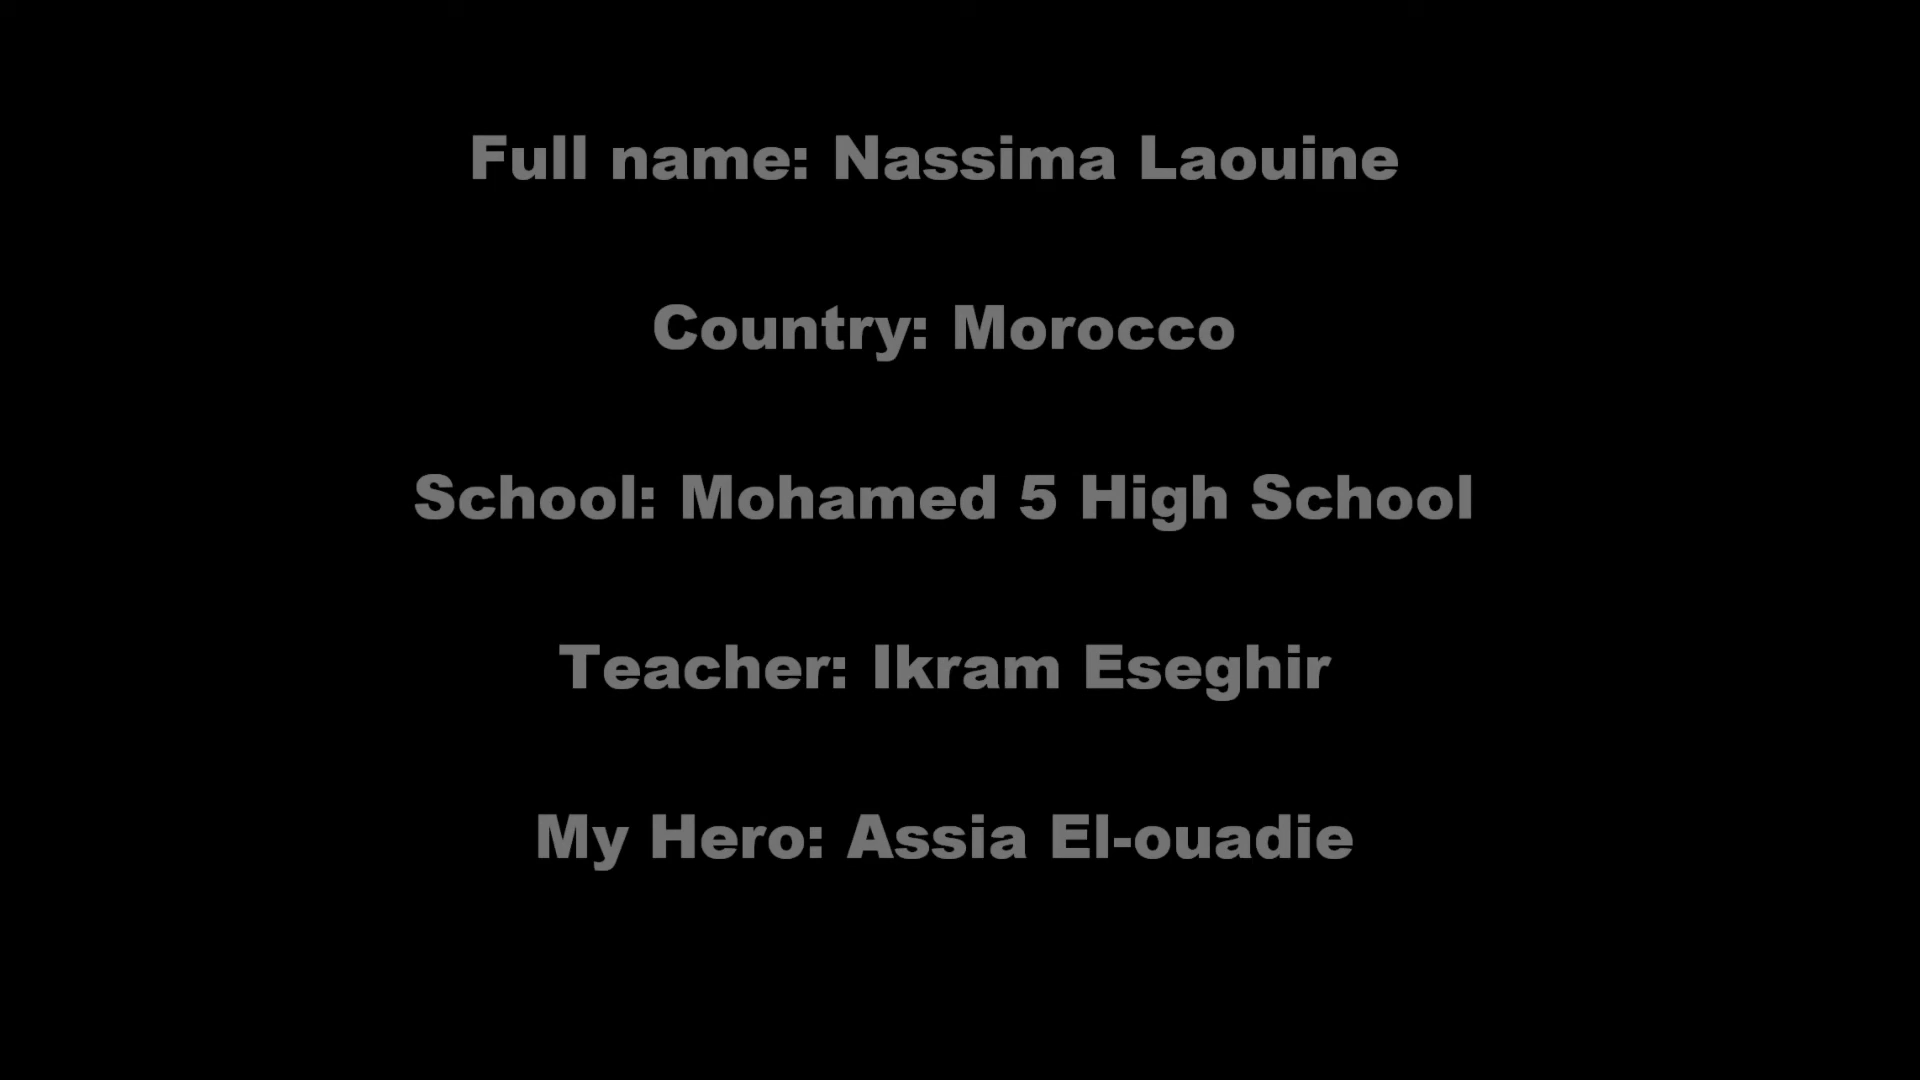 Full name: Nassima Laouine
Country: Morocco
School: Mohamed 5 High School
Teacher: Ikram Eseghir
My Hero: Assia El-ouadie